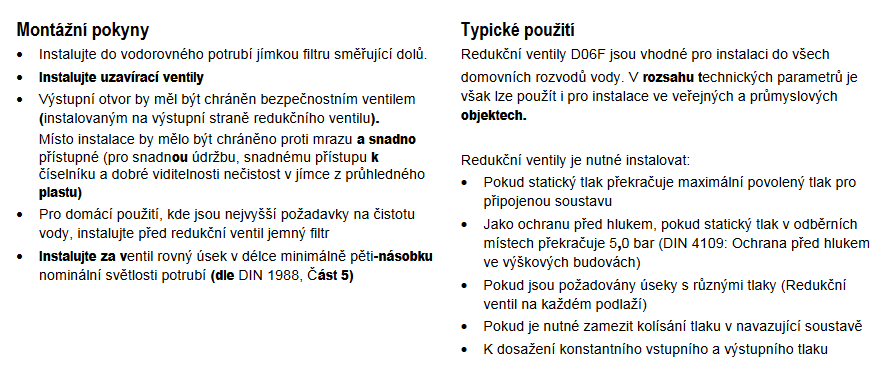 Montážní pokyny
• Instalujte do vodorovného potrubí jímkou filtru směřující dolů.
• Instalujte uzavírací ventily
• Výstupní otvor by měl být chráněn bezpečnostním ventilem
(instalovaným na výstupní straně redukčního ventilu).
Místo instalace by mělo být chráněno proti mrazu a snadno
přístupné (pro snadnou údržbu, snadnému přístupu k
číselníku a dobré viditelnosti nečistost v jímce z průhledného
plastu)
• Pro domácí použití, kde jsou nejvyšší požadavky na čistotu
vody, instalujte před redukční ventil jemný filtr
• Instalujte za ventil rovný úsek v délce minimálně pěti-násobku
nominální světlosti potrubí (dle DIN 1988, Část 5)
Typické použití
Redukční ventily D06F jsou vhodné pro instalaci do všech
domovních rozvodů vody. V rozsahu technických parametrů je
však lze použít i pro instalace ve veřejných a průmyslových
objektech.
Redukční ventily je nutné instalovat:
• Pokud statický tlak překračuje maximální povolený tlak pro
připojenou soustavu
• Jako ochranu před hlukem, pokud statický tlak v odběrních
místech překračuje 5,0 bar (DIN 4109: Ochrana před hlukem
ve výškových budovách)
• Pokud jsou požadovány úseky s různými tlaky (Redukční
ventil na každém podlaží)
• Pokud je nutné zamezit kolísání tlaku v navazující soustavě
• K dosažení konstantního vstupního a výstupního tlaku